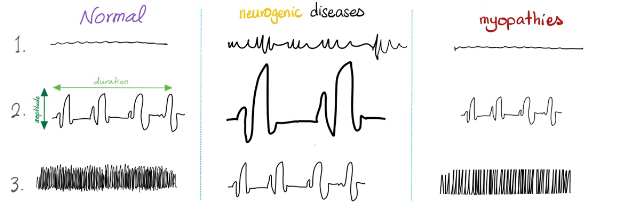 Normal
neurogenic diseases
myopathies
1.
duration
2.
amplitude
3.